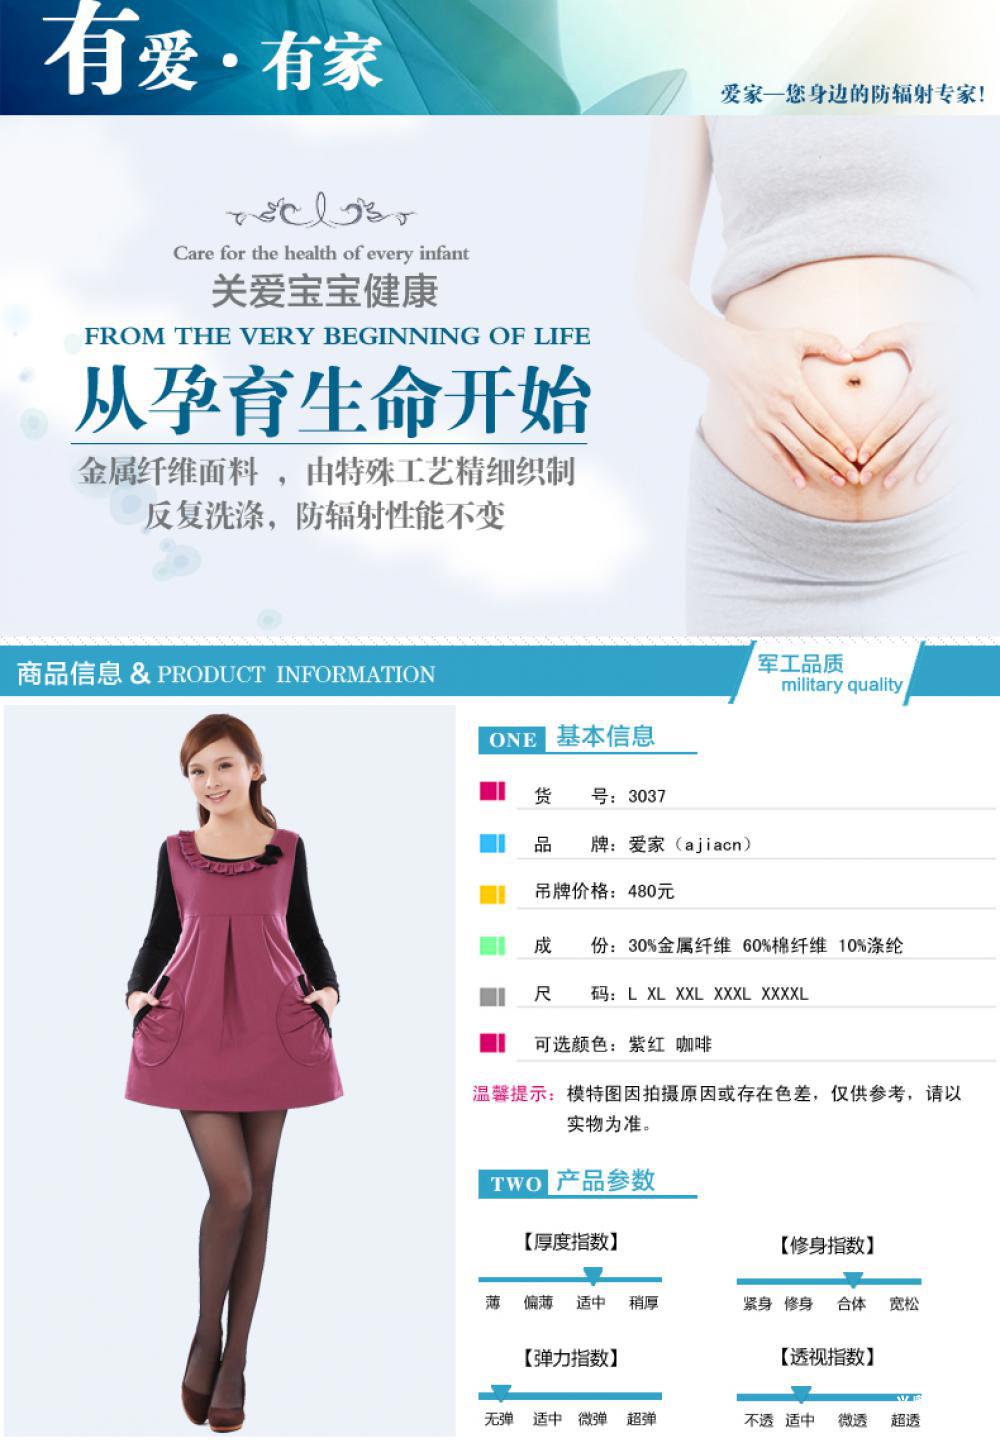 有爱·有家
爱家—您身边的防辐射专家!
Care for the health of every infant
关爱宝宝健康
FROM THE VERY BEGINNING OF LIFE
从孕育生命开始
金属纤维面料 ，由特殊工艺精细织制
反复洗涤，防辐射性能不变
商品信息 & PRODUCT INFORMATION
军工品质
military quality
ONE 基本信息
货 号：3037
品 牌：爱家（ajiacn）
吊牌价格：480元
成 份：30%金属纤维 60%棉纤维 10%涤纶
尺 码：L XL XXL XXXL XXXXL
可选颜色：紫红 咖啡
温馨提示：模特图因拍摄原因或存在色差，仅供参考，请以
实物为准。
TWO 产品参数
【厚度指数】
薄 偏薄 适中 稍厚
【修身指数】
紧身 修身 合体 宽松
【弹力指数】
无弹 适中 微弹 超弹
【透视指数】
不透 适中 微透 超透